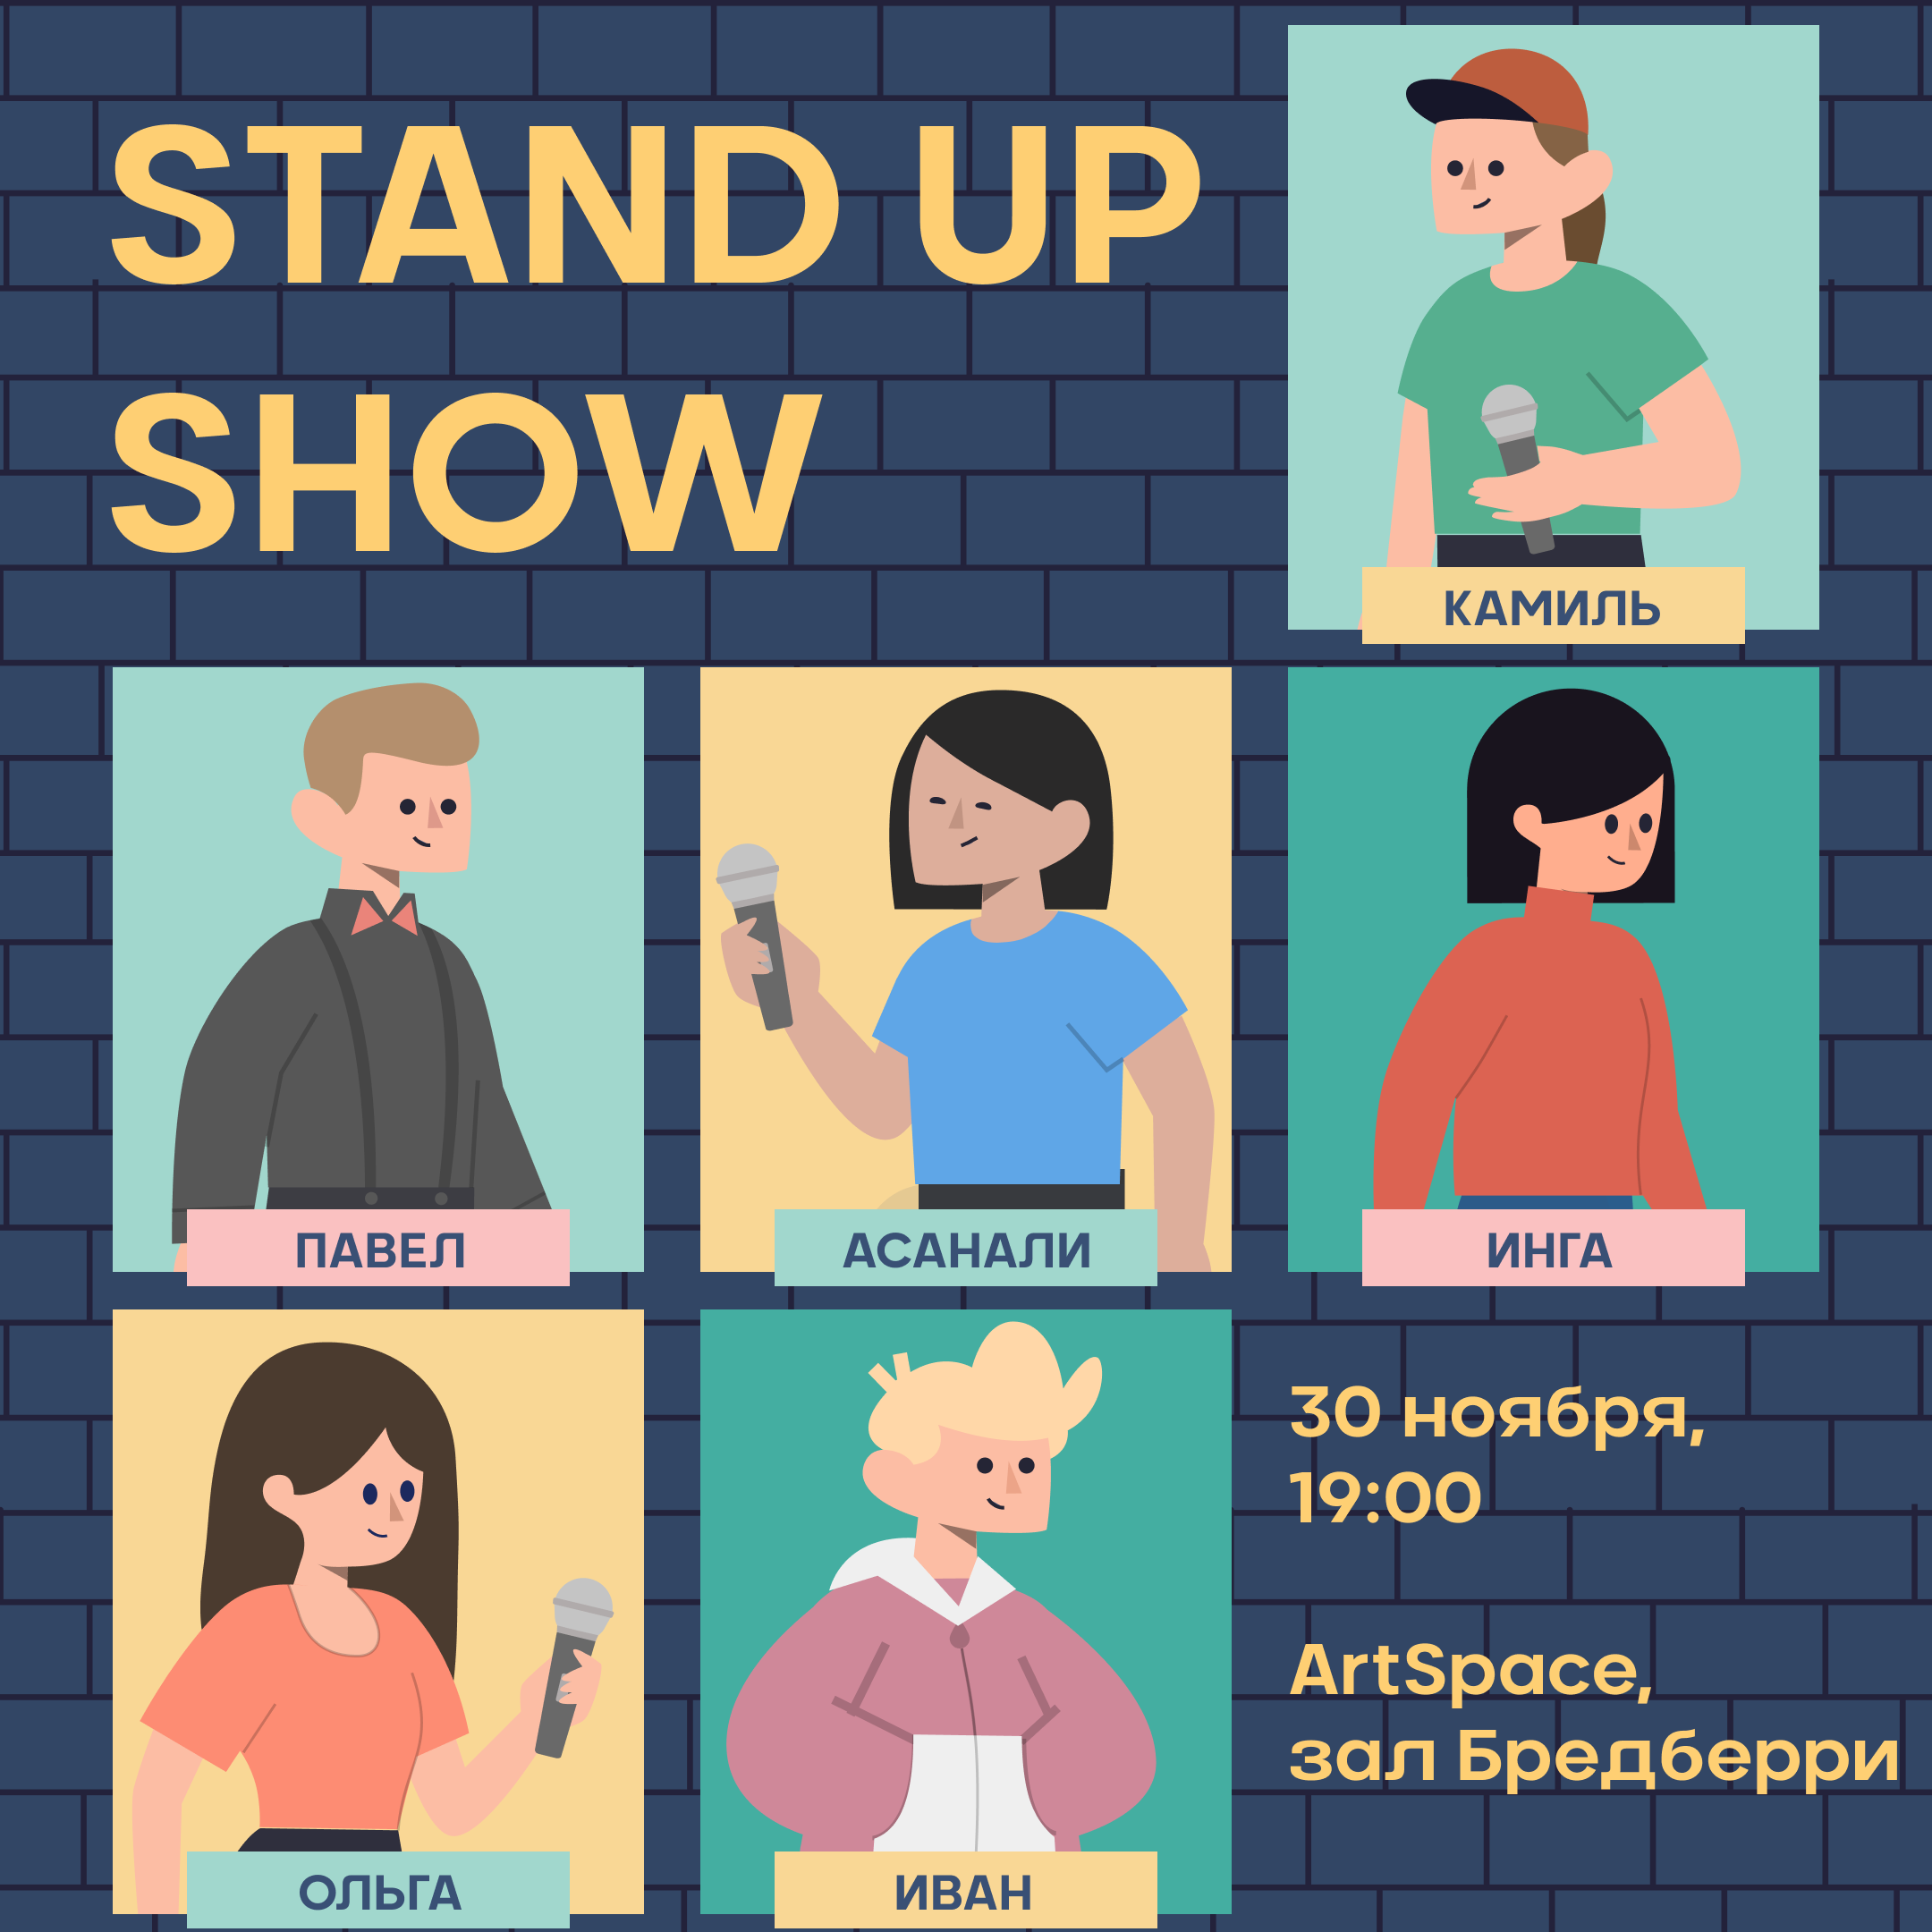 STAND UP
SHOW
КАМИЛЬ
ПАВЕЛ
АСАНАЛИ
ИНГА
ОЛЬГА
ИВАН
30 ноября,
19:00
ArtSpace,
зал Бредберри